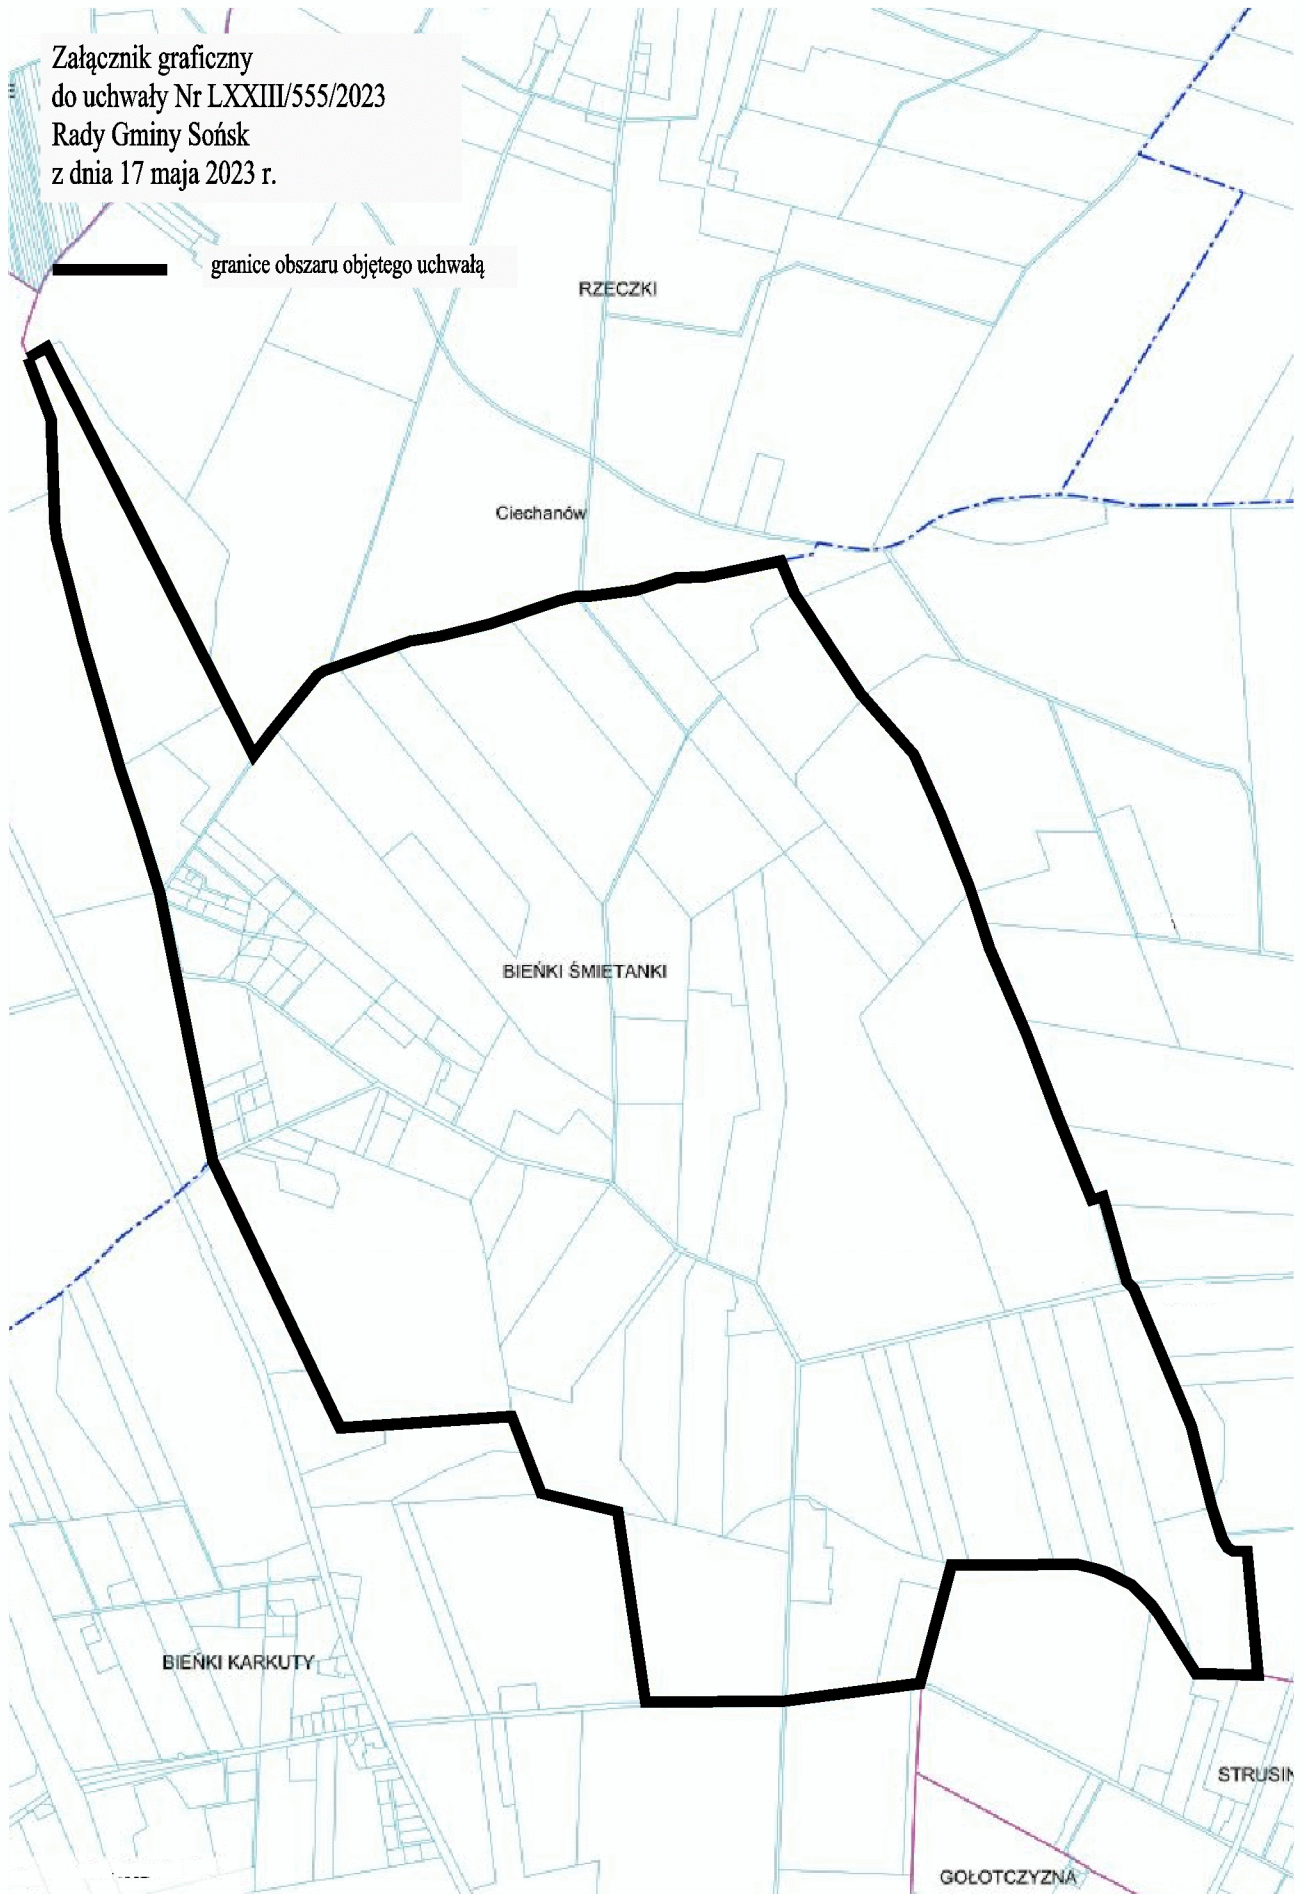 Załącznik graficzny
do uchwały Nr LXXIII/555/2023
Rady Gminy Sońsk
z dnia 17 maja 2023 r.
granice obszaru objętego uchwałą
RZECZKI
Ciechanów
BIEŃKI ŚMIETANKI
BIEŃKI KARKUTY
STRUSIN
GOŁOTCZYZNA